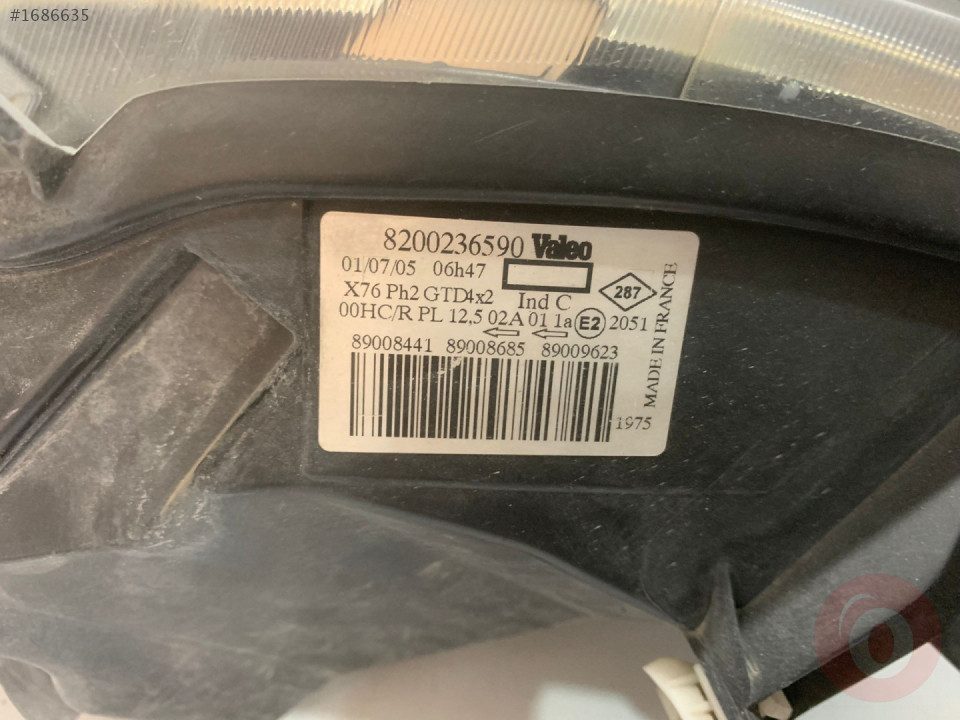 #1686635
8200236590 Valeo
01/07/05 06h47
X76 Ph2 GTD4x2 Ind C
287
00HC/R PL 12,5 02A 01 1a E2 2051
89008441 89008685 89009623
1975
MADE IN FRANCE